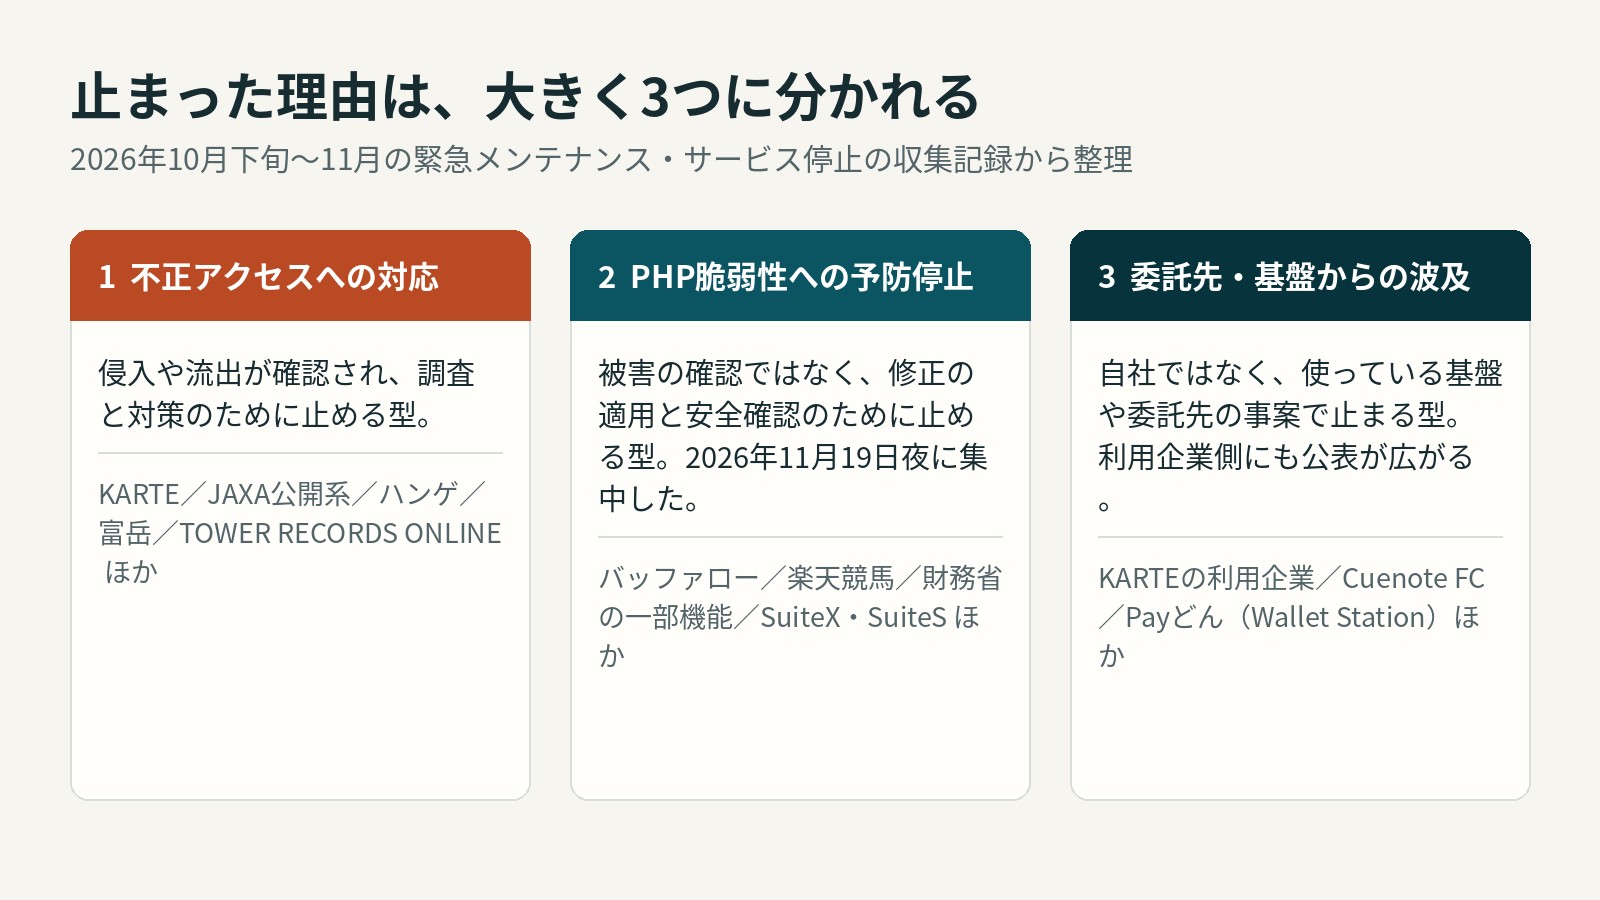 止まった理由は、大きく3つに分かれる
2026年10月下旬〜11月の緊急メンテナンス・サービス停止の収集記録から整理
1 不正アクセスへの対応
侵入や流出が確認され、調査
と対策のために止める型。
KARTE／JAXA公開系／ハンゲ／
富岳／TOWER RECORDS ONLINE
ほか
2 PHP脆弱性への予防停止
被害の確認ではなく、修正の
適用と安全確認のために止め
る型。2026年11月19日夜に集
中した。
バッファロー／楽天競馬／財務省
の一部機能／SuiteX・SuiteS ほ
か
3 委託先・基盤からの波及
自社ではなく、使っている基盤
や委託先の事案で止まる型。
利用企業側にも公表が広がる
。
KARTEの利用企業／Cuenote FC
／Payどん（Wallet Station）ほ
か